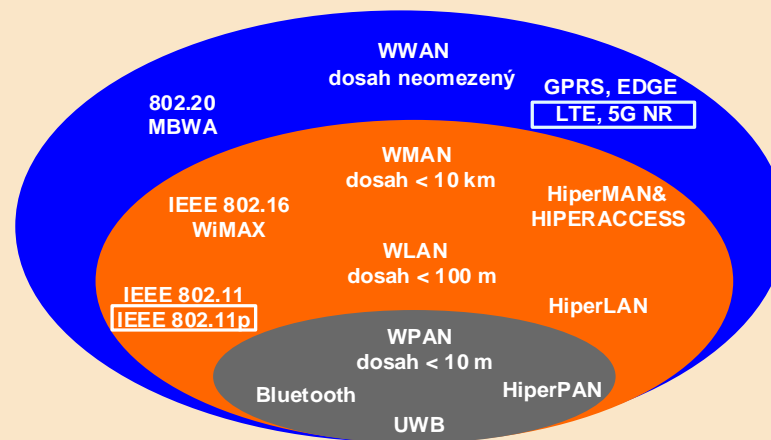 WWAN
dosah neomezený
802.20
MBWA
GPRS, EDGE
LTE, 5G NR
WMAN
dosah < 10 km
IEEE 802.16
WiMAX
HiperMAN&
HIPERACCESS
WLAN
dosah < 100 m
IEEE 802.11
IEEE 802.11p
HiperLAN
WPAN
dosah < 10 m
Bluetooth
HiperPAN
UWB